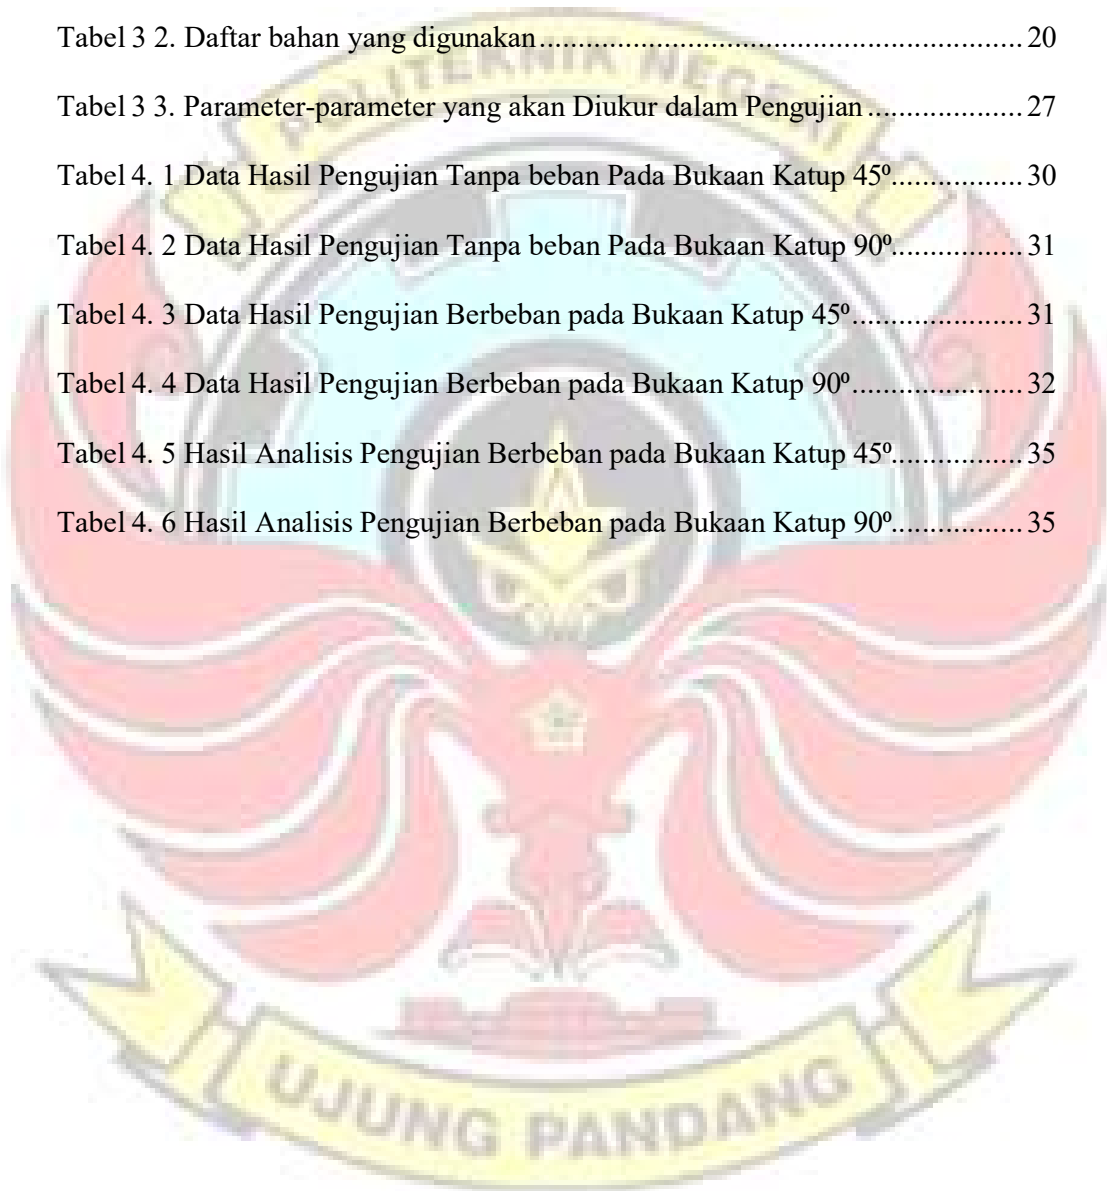 Tabel 3 2. Daftar bahan yang digunakan............................................................... 20
POLITEKNIK NEGERI
Tabel 3 3. Parameter-parameter yang akan Diukur dalam Pengujian.................... 27
Tabel 4. 1 Data Hasil Pengujian Tanpa beban Pada Bukaan Katup 45º................. 30
Tabel 4. 2 Data Hasil Pengujian Tanpa beban Pada Bukaan Katup 90º................. 31
Tabel 4. 3 Data Hasil Pengujian Berbeban pada Bukaan Katup 45º...................... 31
Tabel 4. 4 Data Hasil Pengujian Berbeban pada Bukaan Katup 90º...................... 32
Tabel 4. 5 Hasil Analisis Pengujian Berbeban pada Bukaan Katup 45º................. 35
Tabel 4. 6 Hasil Analisis Pengujian Berbeban pada Bukaan Katup 90º................. 35
UJUNG PANDANG